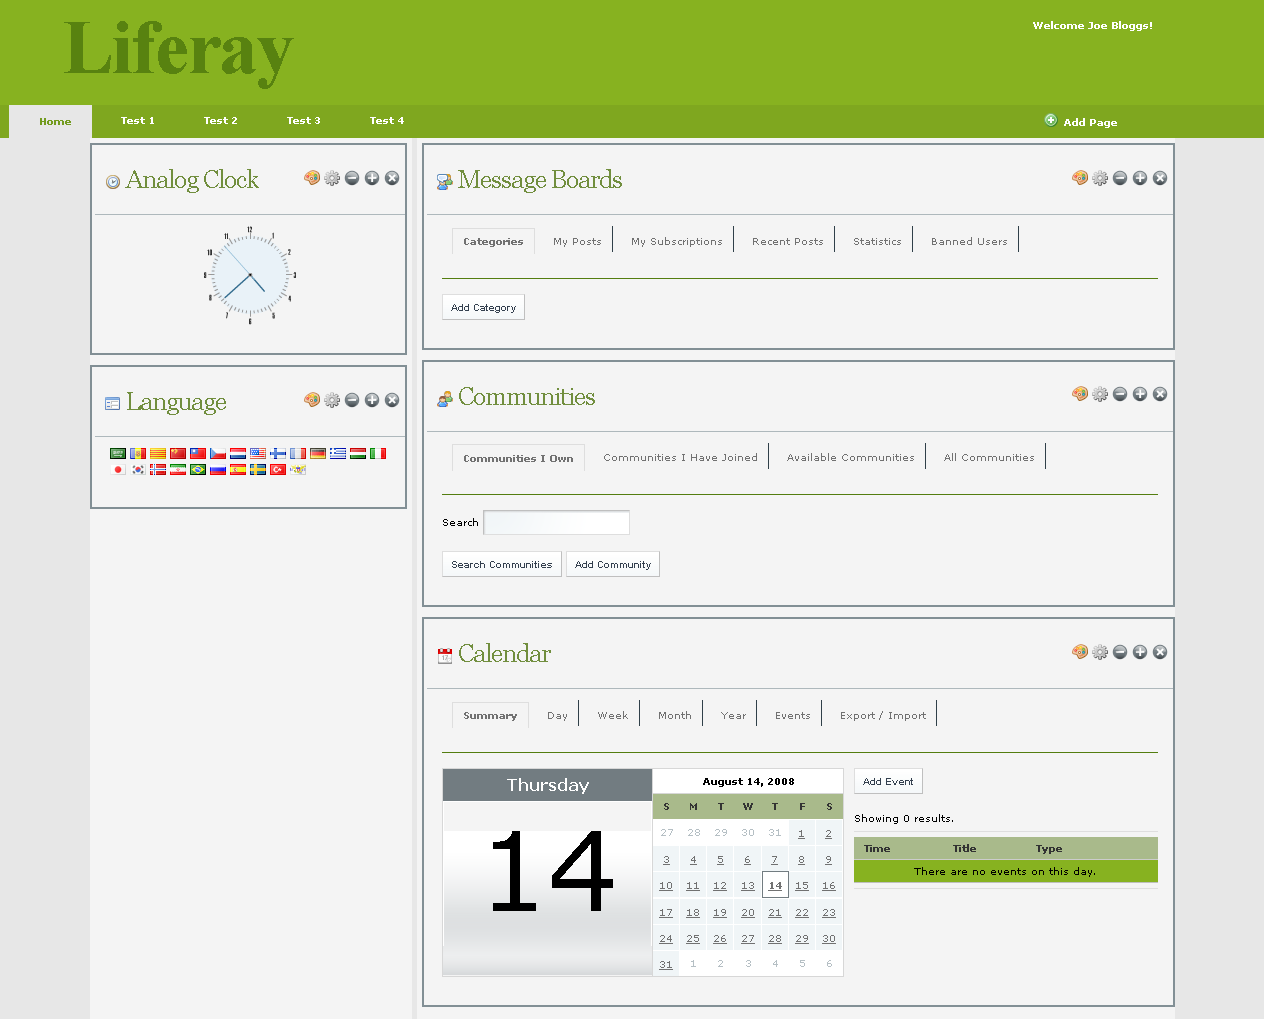 Liferay
Welcome Joe Bloggs!
Home Test 1 Test 2 Test 3 Test 4 Add Page
Analog Clock
12
1
2
3
4
5
6
7
8
9
10
11
Language
Message Boards
Categories My Posts My Subscriptions Recent Posts Statistics Banned Users
Add Category
Communities
Communities I Own Communities I Have Joined Available Communities All Communities
Search
Search Communities Add Community
Calendar
Summary Day Week Month Year Events Export / Import
Thursday
14
August 14, 2008
S M T W T F S
27 28 29 30 31 1 2
3 4 5 6 7 8 9
10 11 12 13 14 15 16
17 18 19 20 21 22 23
24 25 26 27 28 29 30
31 1 2 3 4 5 6
Add Event
Showing 0 results.
Time Title Type
There are no events on this day.